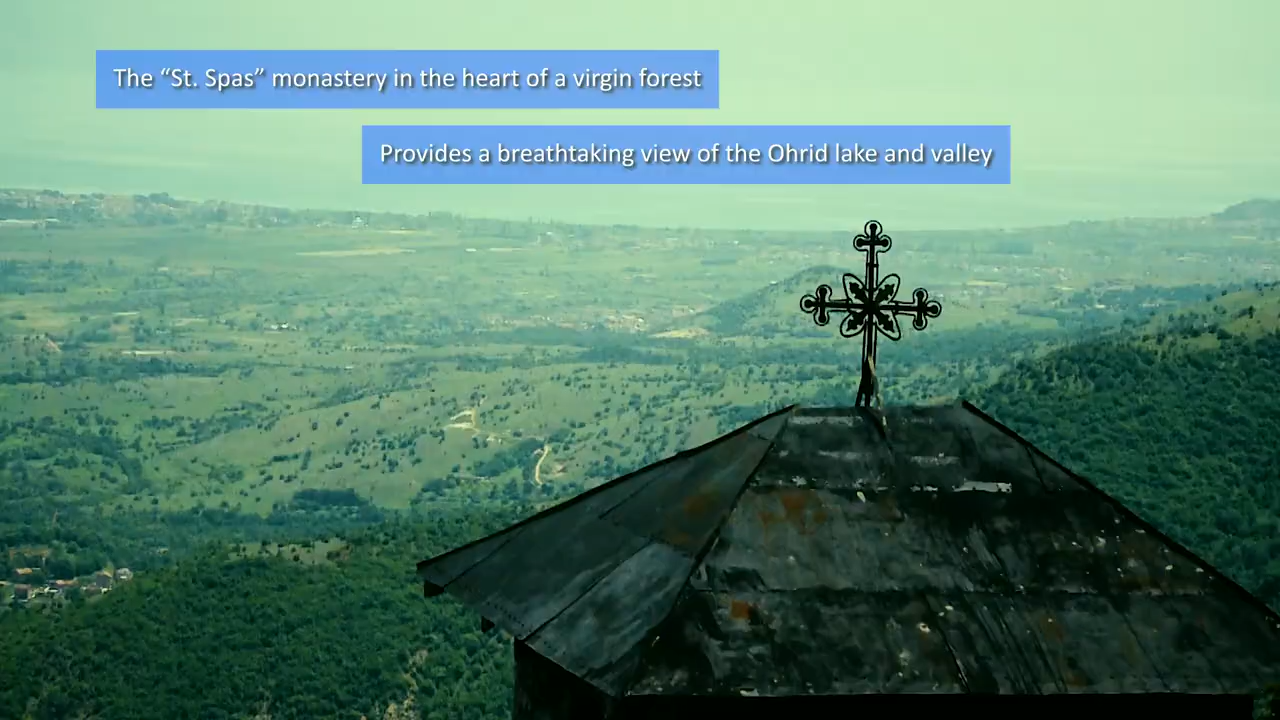 The “St. Spas” monastery in the heart of a virgin forest
Provides a breathtaking view of the Ohrid lake and valley